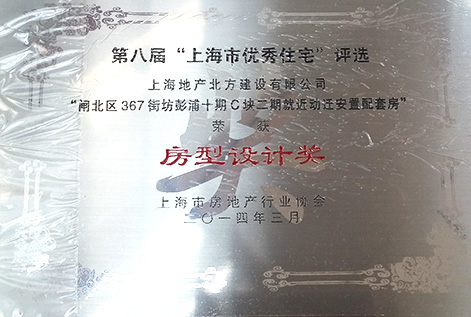 第八届“上海市优秀住宅”评选
上海地产北方建设有限公司
“闸北区367街坊彭浦十期C块二期就近动迁安置配套房”
荣获
房型设计奖
上海市房地产行业协会
二〇一四年三月